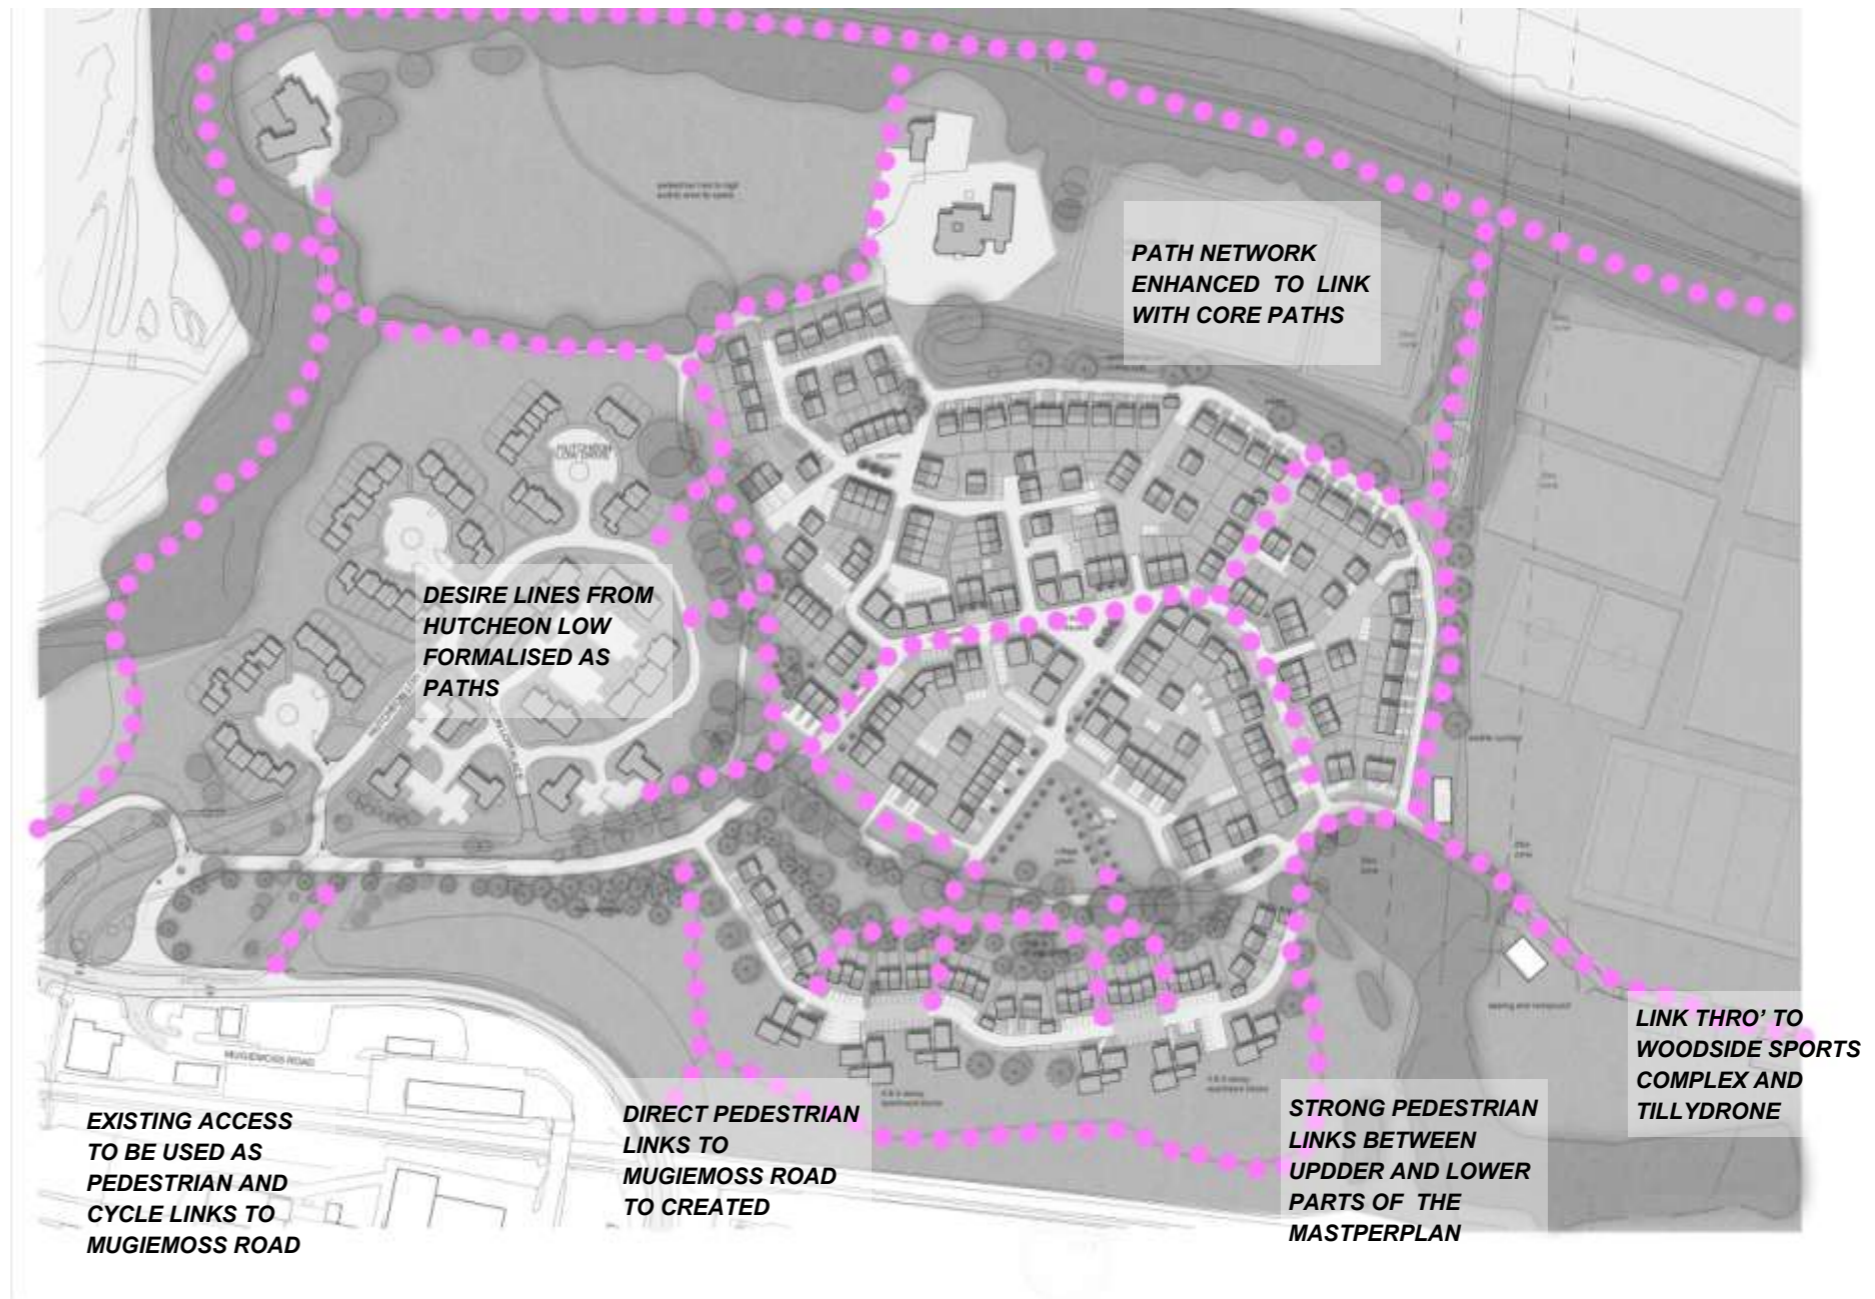 PATH NETWORK
ENHANCED TO LINK
WITH CORE PATHS
HUTCHEON
LOW DRIVE
DESIRE LINES FROM
HUTCHEON LOW
FORMALISED AS
PATHS
MUGIEMOSS ROAD
EXISTING ACCESS
TO BE USED AS
PEDESTRIAN AND
CYCLE LINKS TO
MUGIEMOSS ROAD
DIRECT PEDESTRIAN
LINKS TO
MUGIEMOSS ROAD
TO CREATED
STRONG PEDESTRIAN
LINKS BETWEEN
UPDDER AND LOWER
PARTS OF THE
MASTPERPLAN
LINK THRO' TO
WOODSIDE SPORTS
COMPLEX AND
TILLYDRONE